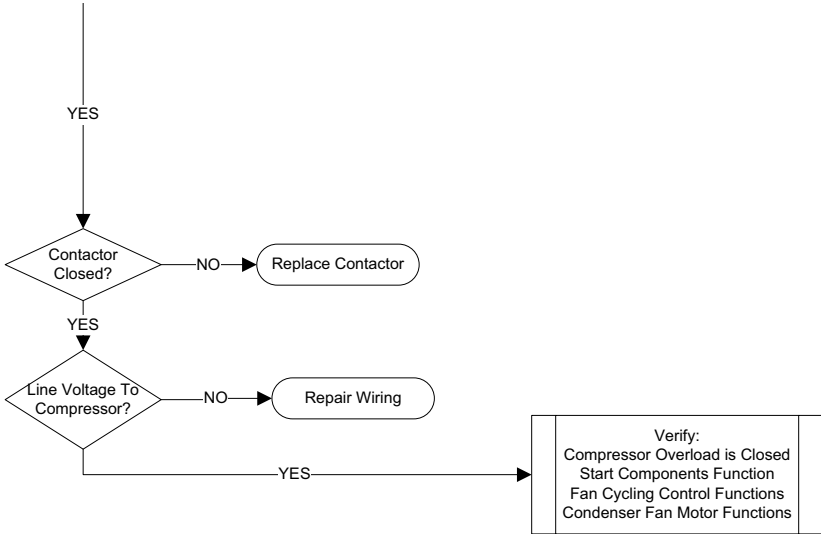 YES
Contactor
Closed?
NO
Replace Contactor
YES
Line Voltage To
Compressor?
NO
Repair Wiring
YES
Verify:
Compressor Overload is Closed
Start Components Function
Fan Cycling Control Functions
Condenser Fan Motor Functions